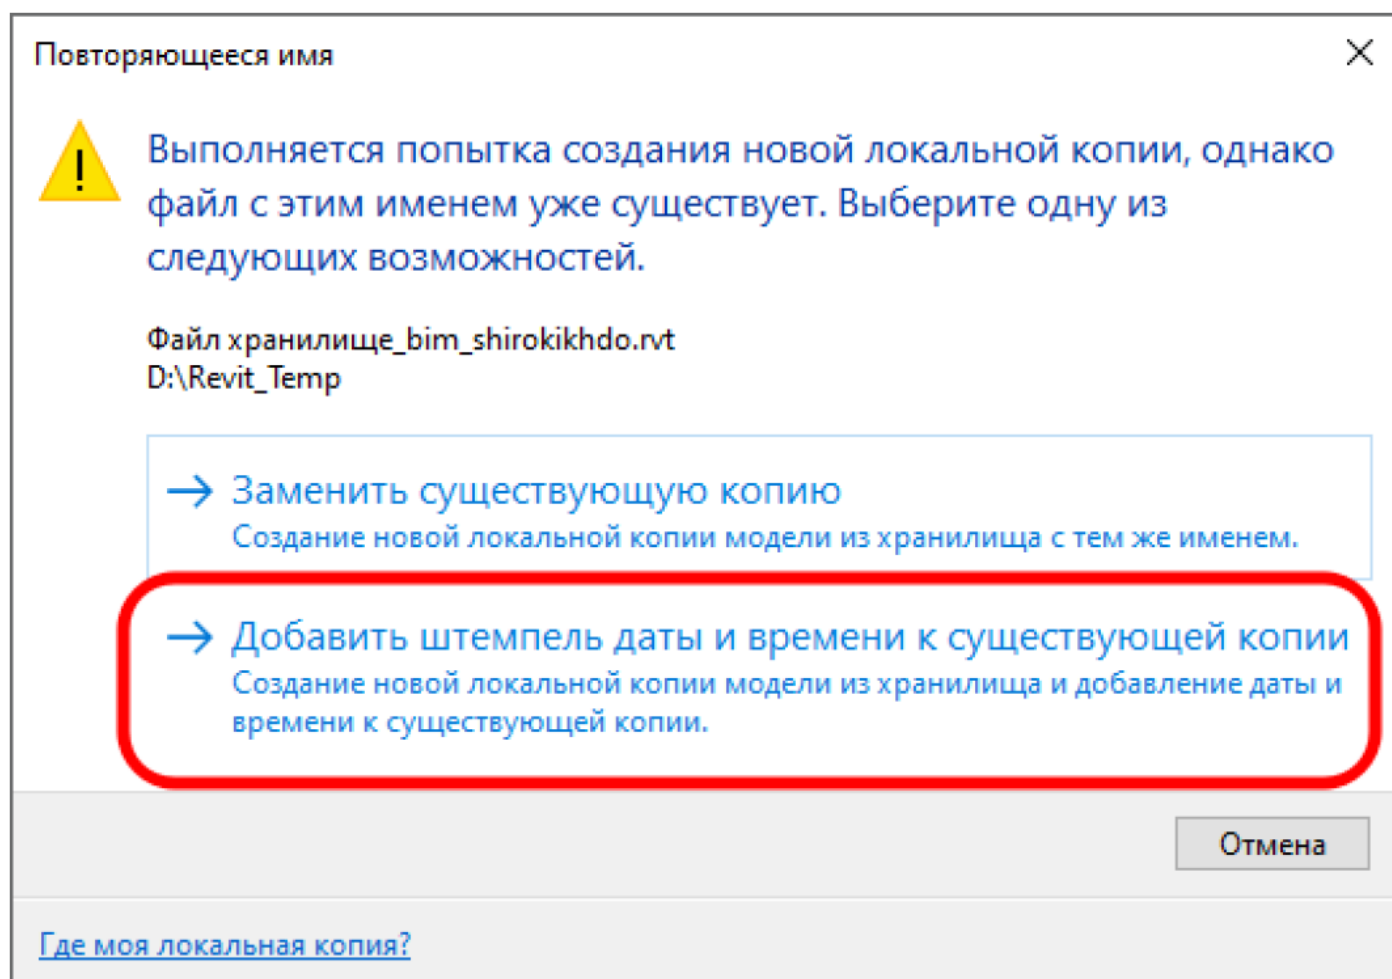 Повторяющееся имя
Выполняется попытка создания новой локальной копии, однако
файл с этим именем уже существует. Выберите одну из
следующих возможностей.
Файл хранилище_bim_shirokikhdo.rvt
D:\Revit_Temp
Заменить существующую копию
Создание новой локальной копии модели из хранилища с тем же именем.
Добавить штемпель даты и времени к существующей копии
Создание новой локальной копии модели из хранилища и добавление даты и
времени к существующей копии.
Отмена
Где моя локальная копия?